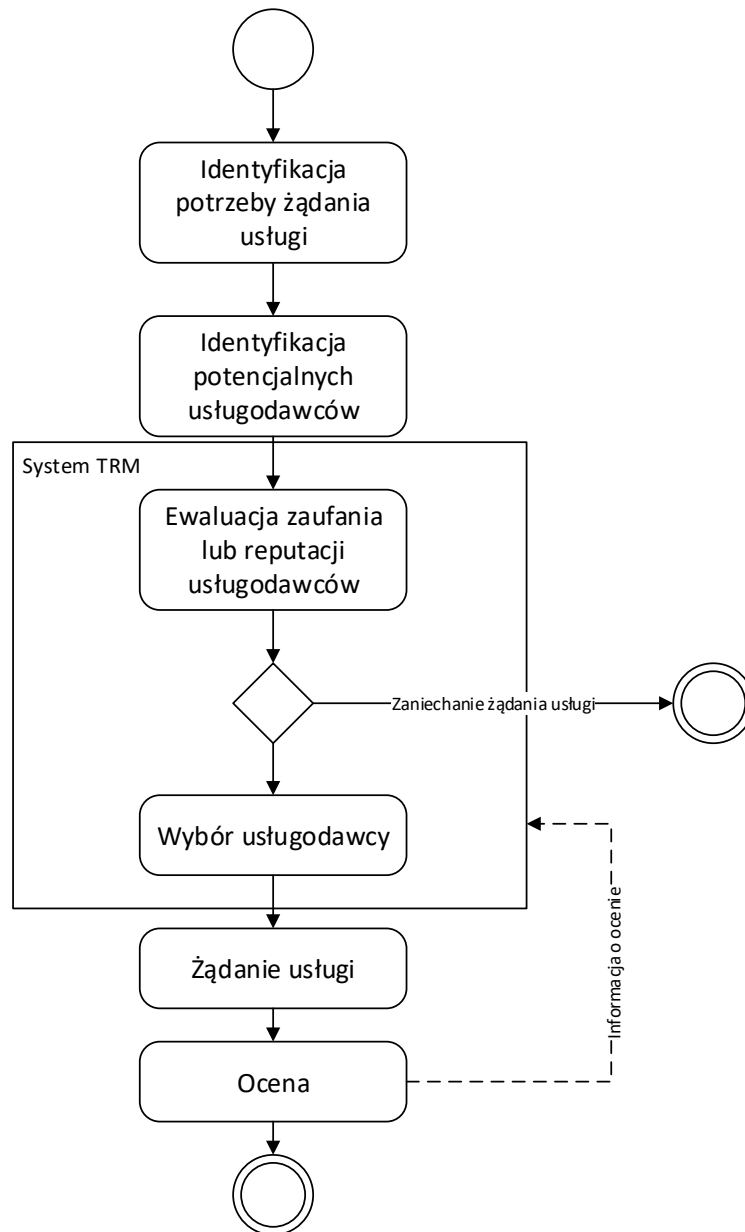 Identyfikacja
potrzeby żądania
usługi
Identyfikacja
potencjalnych
usługodawców
System TRM
Ewaluacja zaufania
lub reputacji
usługodawców
Zaniechanie żądania usługi
Wybór usługodawcy
Żądanie usługi
Informacja o ocenie
Ocena